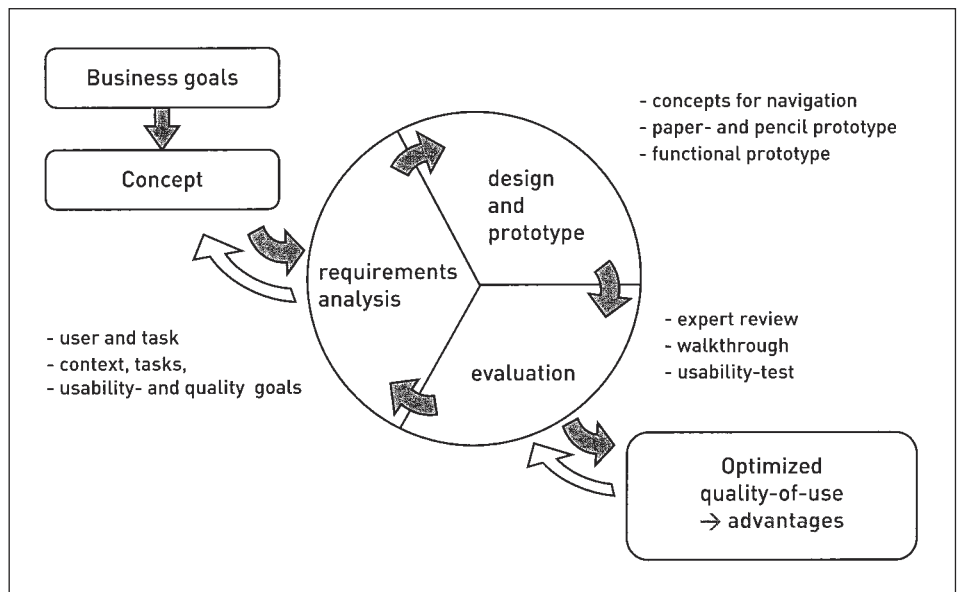 Business goals
Concept
- concepts for navigation
- paper- and pencil prototype
- functional prototype
design
and
prototype
requirements
analysis
- user and task
- context, tasks,
- usability- and quality goals
evaluation
- expert review
- walkthrough
- usability-test
Optimized
quality-of-use
→ advantages